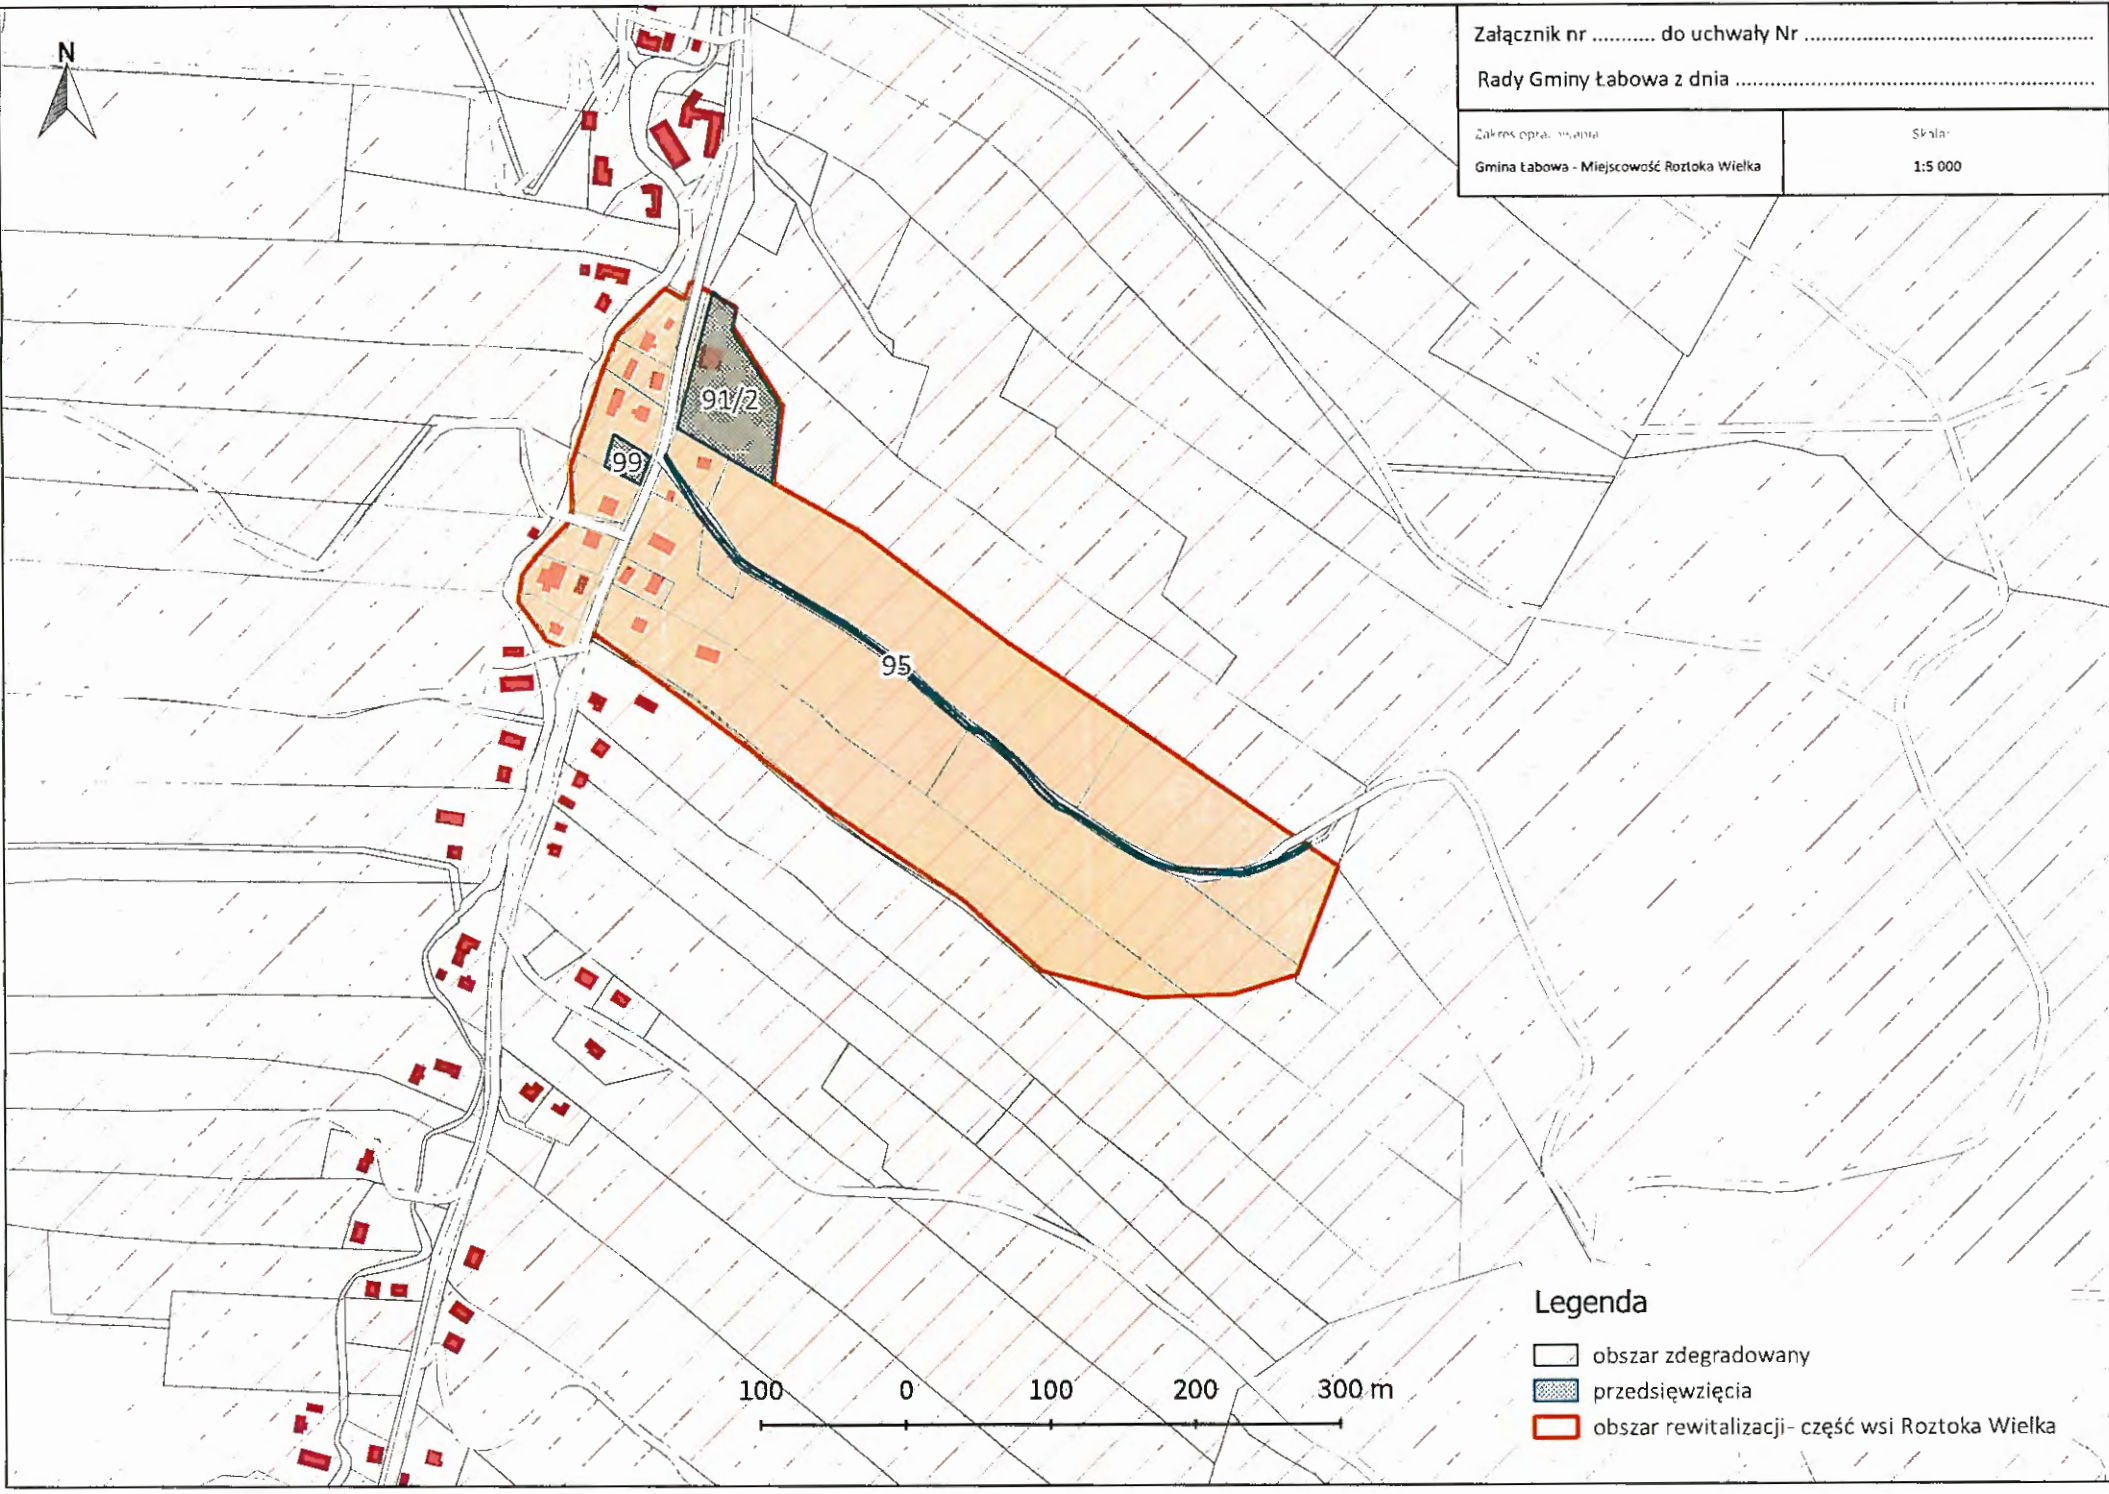 Załącznik nr ........... do uchwały Nr ................................................
Rady Gminy Łabowa z dnia ............................................................
Skala:
Gmina Łabowa - Miejscowość Roztoka Wielka
1:5 000
N
91/2
99
95
100 0 100 200 300 m
Legenda
obszar zdegradowany
przedsięwzięcia
obszar rewitalizacji- część wsi Roztoka Wielka